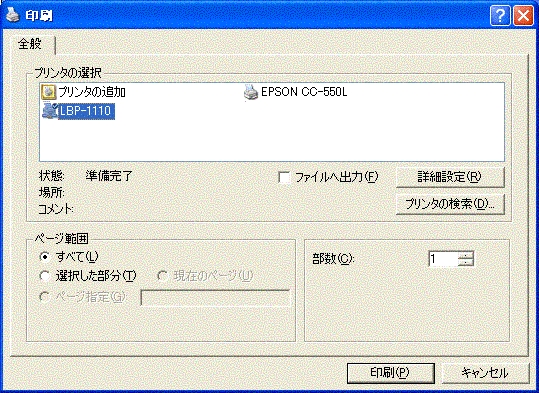 印刷
全般
プリンタの選択
プリンタの追加 EPSON CC-550L
LBP-1110
状態: 準備完了 ファイルへ出力(F) 詳細設定(R)
場所: プリンタの検索(D)...
コメント:
ページ範囲
すべて(L) 部数(C): 1
選択した部分(T) 現在のページ(U)
ページ指定(G):
印刷(P) キャンセル